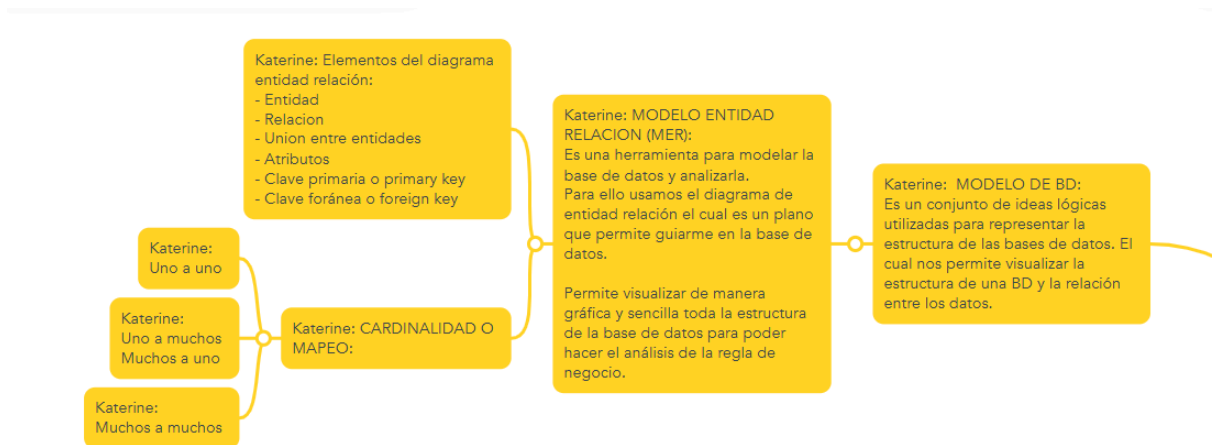 Katerine: Elementos del diagrama
entidad relación:
- Entidad
- Relacion
- Union entre entidades
- Atributos
- Clave primaria o primary key
- Clave foránea o foreign key
Katerine:
Uno a uno
Katerine:
Uno a muchos
Muchos a uno
Katerine:
Muchos a muchos
Katerine: CARDINALIDAD O
MAPEO:
Katerine: MODELO ENTIDAD
RELACION (MER):
Es una herramienta para modelar la
base de datos y analizarla.
Para ello usamos el diagrama de
entidad relación el cual es un plano
que permite guiarme en la base de
datos.
Permite visualizar de manera
gráfica y sencilla toda la estructura
de la base de datos para poder
hacer el análisis de la regla de
negocio.
Katerine: MODELO DE BD:
Es un conjunto de ideas lógicas
utilizadas para representar la
estructura de las bases de datos. El
cual nos permite visualizar la
estructura de una BD y la relación
entre los datos.